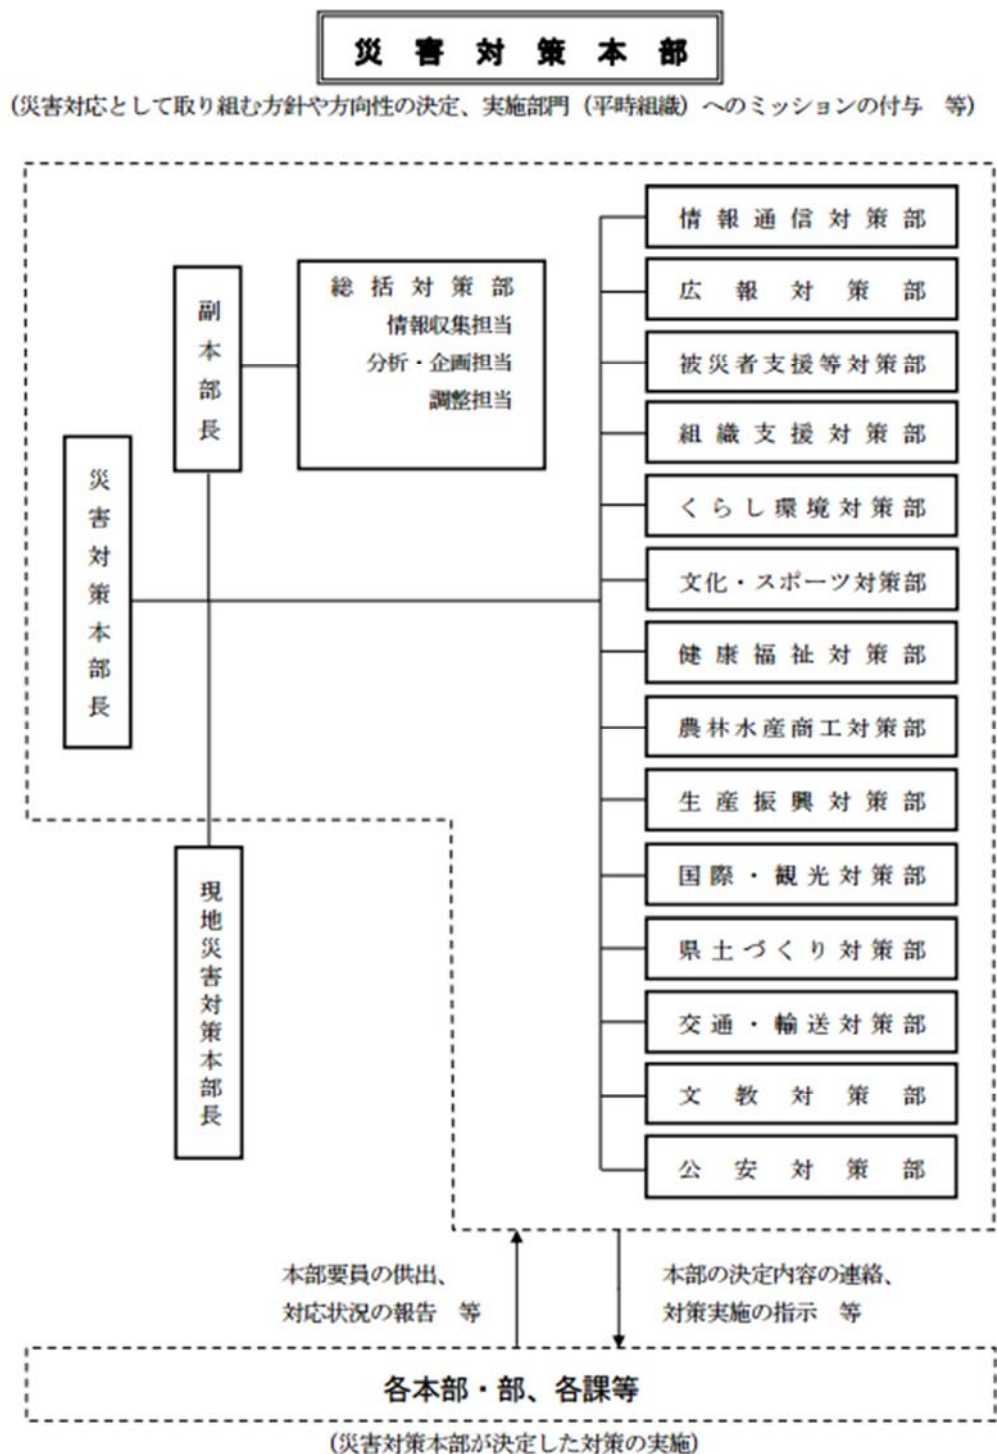 災害対策本部
(災害対応として取り組む方針や方向性の決定、実施部門(平時組織)へのミッションの付与 等)
災害対策本部長
副本部長
総括対策部
情報収集担当
分析・企画担当
調整担当
現地災害対策本部長
情報通信対策部
広報対策部
被災者支援等対策部
組織支援対策部
くらし環境対策部
文化・スポーツ対策部
健康福祉対策部
農林水産商工対策部
生産振興対策部
国際・観光対策部
県土づくり対策部
交通・輸送対策部
文教対策部
公安対策部
本部要員の供出、
対応状況の報告 等
本部の決定内容の連絡、
対策実施の指示 等
各本部・部、各課等
(災害対策本部が決定した対策の実施)